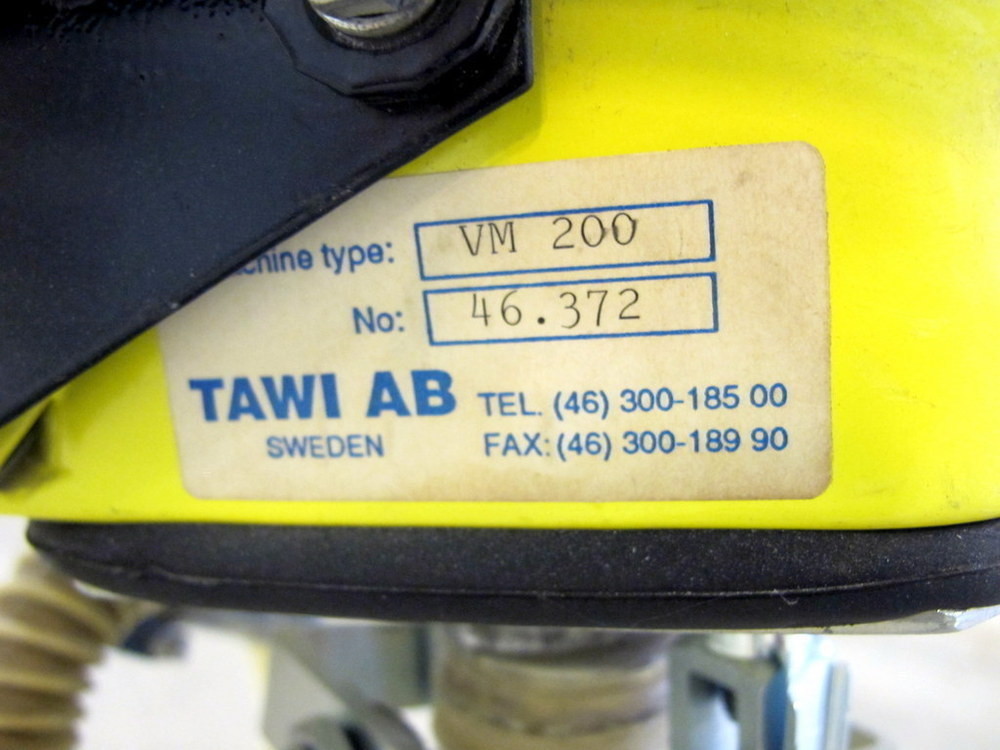 type: VM 200
No: 46.372
TAWI AB TEL. (46) 300-185 00
SWEDEN FAX: (46) 300-189 90